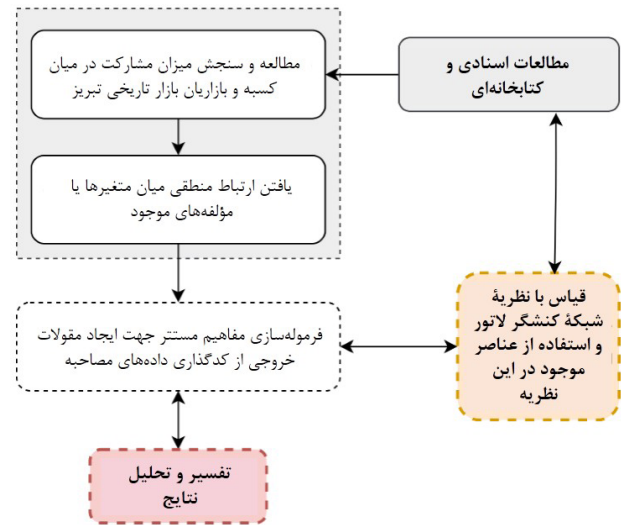 مطالعات اسنادی و
کتابخانه‌ای
مطالعه و سنجش میزان مشارکت در میان
کسبه و بازاریان بازار تاریخی تبریز
یافتن ارتباط منطقی میان متغیرها یا
مؤلفه‌های موجود
قیاس با نظریۀ
شبکۀ کنشگر لاتور
و استفاده از عناصر
موجود در این
نظریه
فرموله‌سازی مفاهیم مستتر جهت ایجاد مقولات
خروجی از کدگذاری داده‌های مصاحبه
تفسیر و تحلیل
نتایج